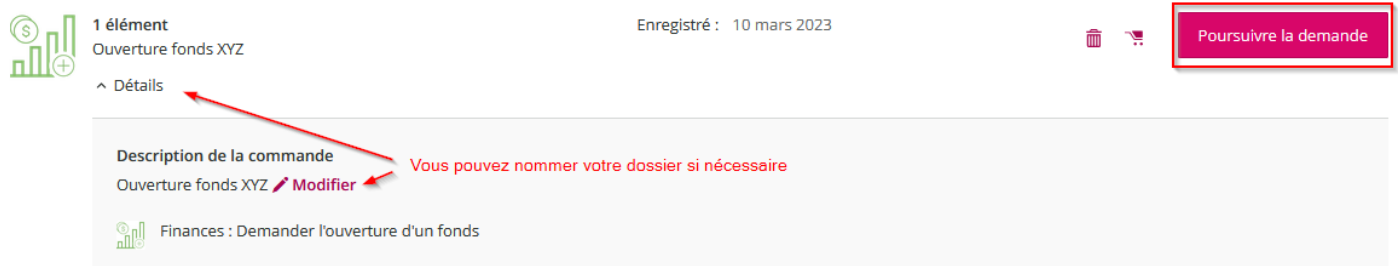 1 élément
Enregistré : 10 mars 2023
Poursuivre la demande
Ouverture fonds XYZ
Détails
Description de la commande
Vous pouvez nommer votre dossier si nécessaire
Ouverture fonds XYZ Modifier
Finances : Demander l'ouverture d'un fonds